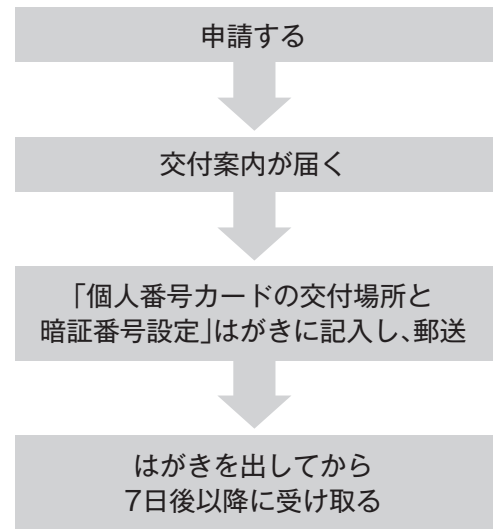 申請する
交付案内が届く
「個人番号カードの交付場所と
暗証番号設定」はがきに記入し、郵送
はがきを出してから
7日後以降に受け取る